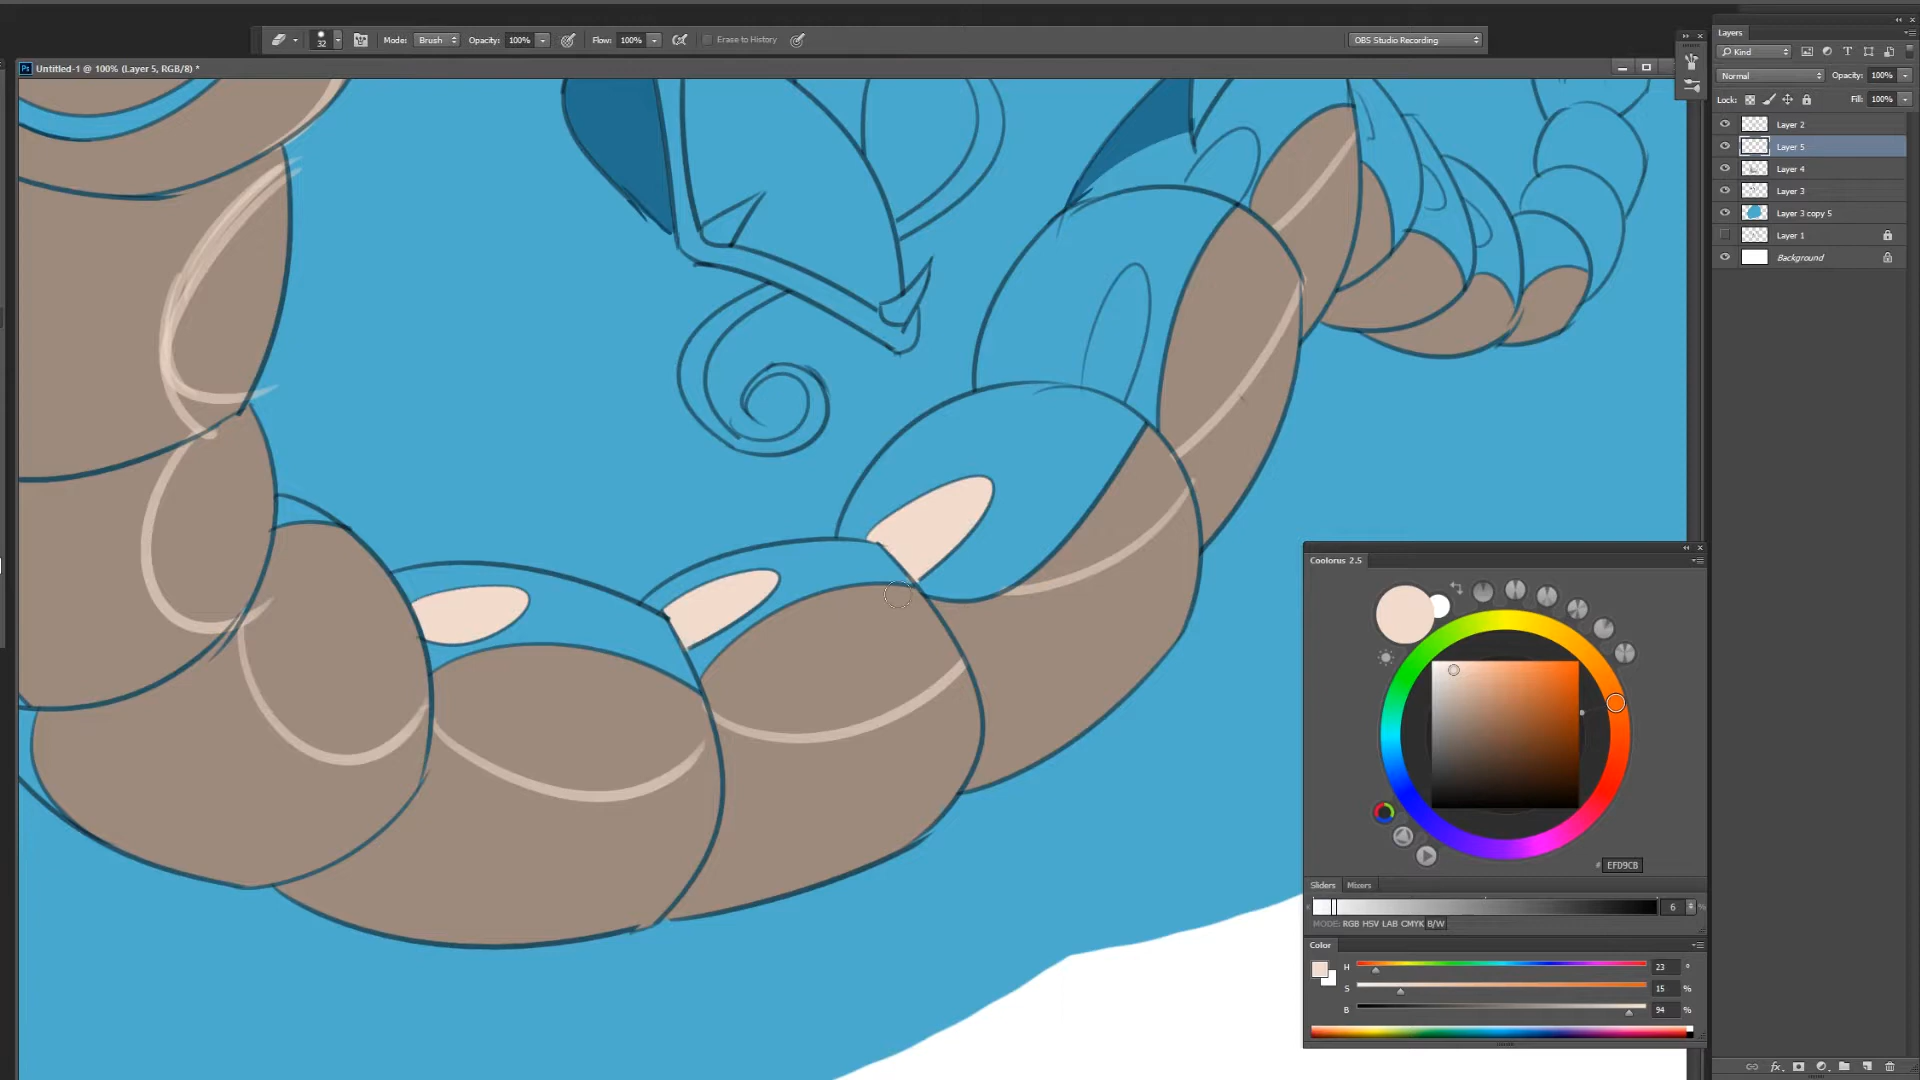 32 Mode: Brush Opacity: 100% Flow: 100% Erase to History OBS Studio Recording
Ps Untitled-1 @ 100% (Layer 5, RGB/8) *
Layers
Kind
Normal Opacity: 100%
Lock: Fill: 100%
Layer 2
Layer 5
Layer 4
Layer 3
Layer 3 copy 5
Layer 1
Background
Coolorus 2.5
# EFD9CB
Sliders Mixers
K 6 %
MODE: RGB HSV LAB CMYK B/W
Color
H 23 °
S 15 %
B 94 %
fx